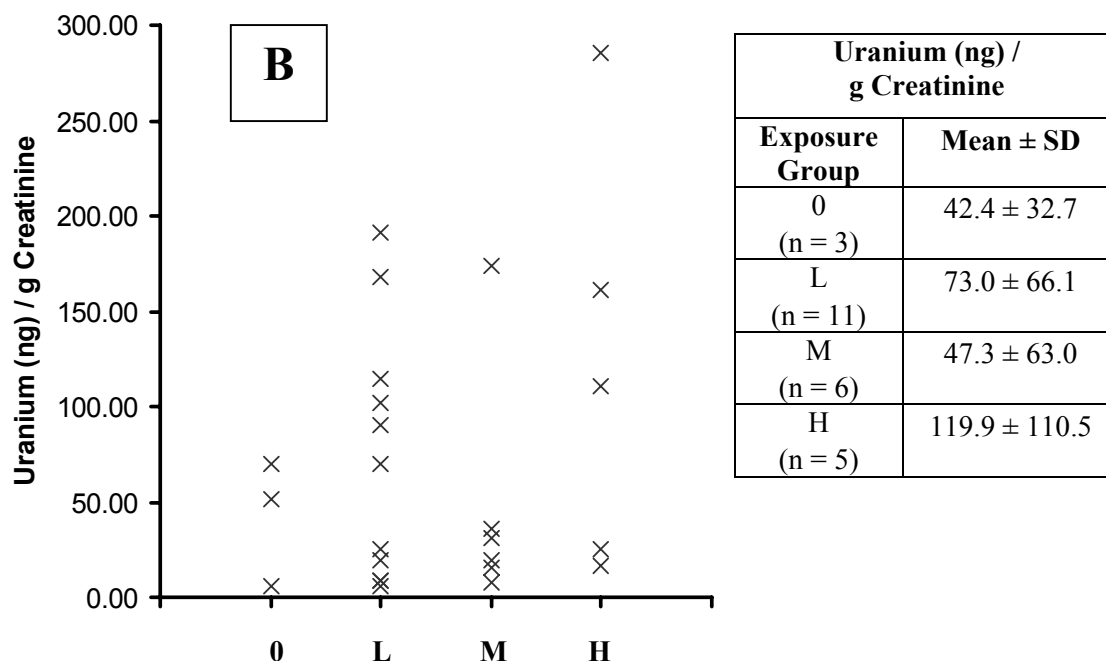 300.00
250.00
200.00
150.00
100.00
50.00
0.00
Uranium (ng) / g Creatinine
B
0 L M H
Uranium (ng) /
g Creatinine
Exposure
Group
Mean ± SD
0
(n = 3)
42.4 ± 32.7
L
(n = 11)
73.0 ± 66.1
M
(n = 6)
47.3 ± 63.0
H
(n = 5)
119.9 ± 110.5